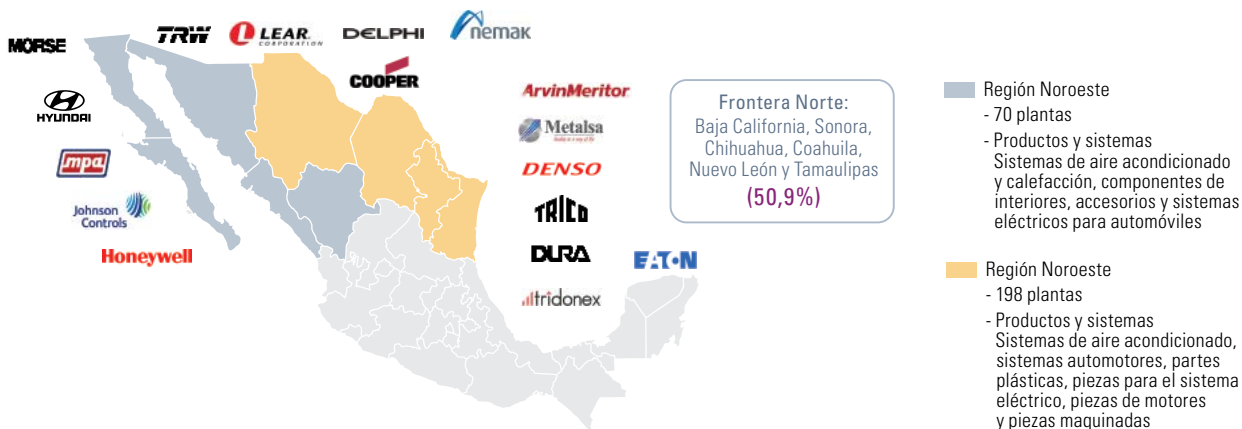 MORSE
TRW
LEAR.
CORPORATION
DELPHI
nemak
COOPER
HYUNDAI
mpa
Johnson
Controls
Honeywell
ArvinMeritor
Metalsa
DENSO
TRICO
DURA
tridonex
EATON
Frontera Norte:
Baja California, Sonora,
Chihuahua, Coahuila,
Nuevo León y Tamaulipas
(50,9%)
Región Noroeste
- 70 plantas
- Productos y sistemas
Sistemas de aire acondicionado
y calefacción, componentes de
interiores, accesorios y sistemas
eléctricos para automóviles
Región Noroeste
- 198 plantas
- Productos y sistemas
Sistemas de aire acondicionado,
sistemas automotores, partes
plásticas, piezas para el sistema
eléctrico, piezas de motores
y piezas maquinadas